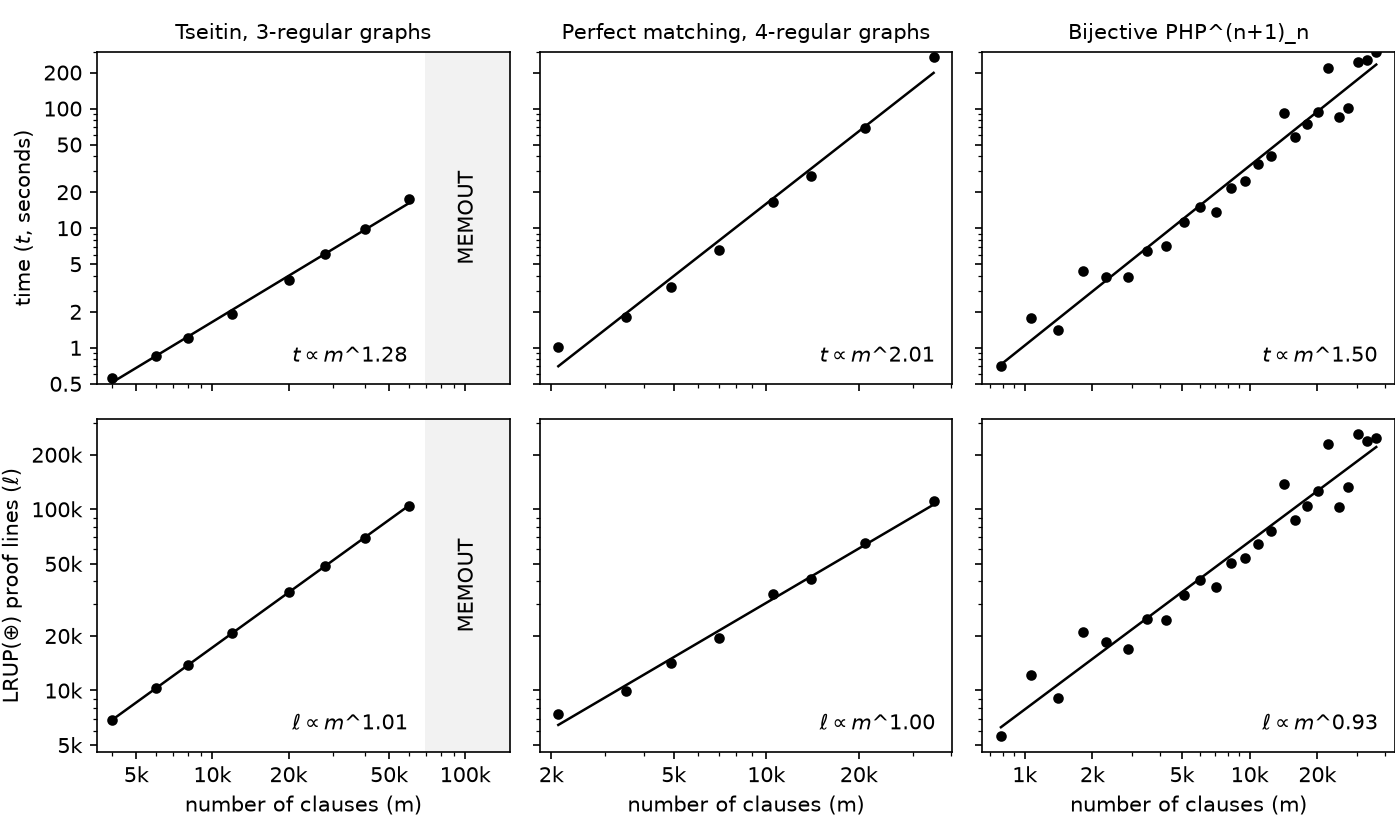 Tseitin, 3-regular graphs
Perfect matching, 4-regular graphs
Bijective PHP^(n+1)_n
time (t, seconds)
200
100
50
20
10
5
2
1
0.5
MEMOUT
t ∝ m^1.28
t ∝ m^2.01
t ∝ m^1.50
LRUP(⊕) proof lines (ℓ)
200k
100k
50k
20k
10k
5k
MEMOUT
ℓ ∝ m^1.01
ℓ ∝ m^1.00
ℓ ∝ m^0.93
5k 10k 20k 50k 100k
2k 5k 10k 20k
1k 2k 5k 10k 20k
number of clauses (m)
number of clauses (m)
number of clauses (m)